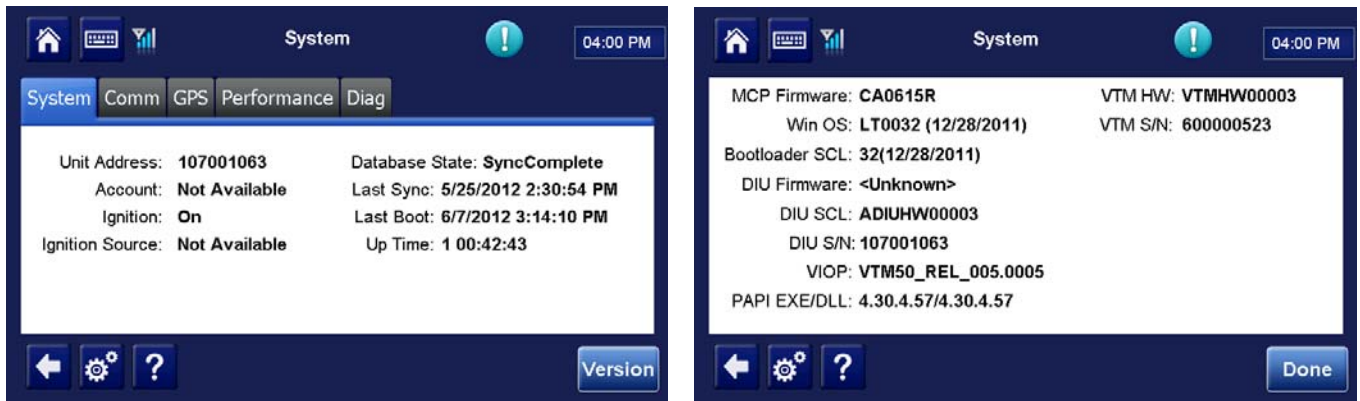 System
!
04:00 PM
System Comm GPS Performance Diag
Unit Address: 107001063
Account: Not Available
Ignition: On
Ignition Source: Not Available
Database State: SyncComplete
Last Sync: 5/25/2012 2:30:54 PM
Last Boot: 6/7/2012 3:14:10 PM
Up Time: 1 00:42:43
?
Version
System
!
04:00 PM
MCP Firmware: CA0615R
Win OS: LT0032 (12/28/2011)
Bootloader SCL: 32(12/28/2011)
DIU Firmware: <Unknown>
DIU SCL: ADIUHW00003
DIU S/N: 107001063
VIOP: VTM50_REL_005.0005
PAPI EXE/DLL: 4.30.4.57/4.30.4.57
VTM HW: VTMHW00003
VTM S/N: 600000523
?
Done